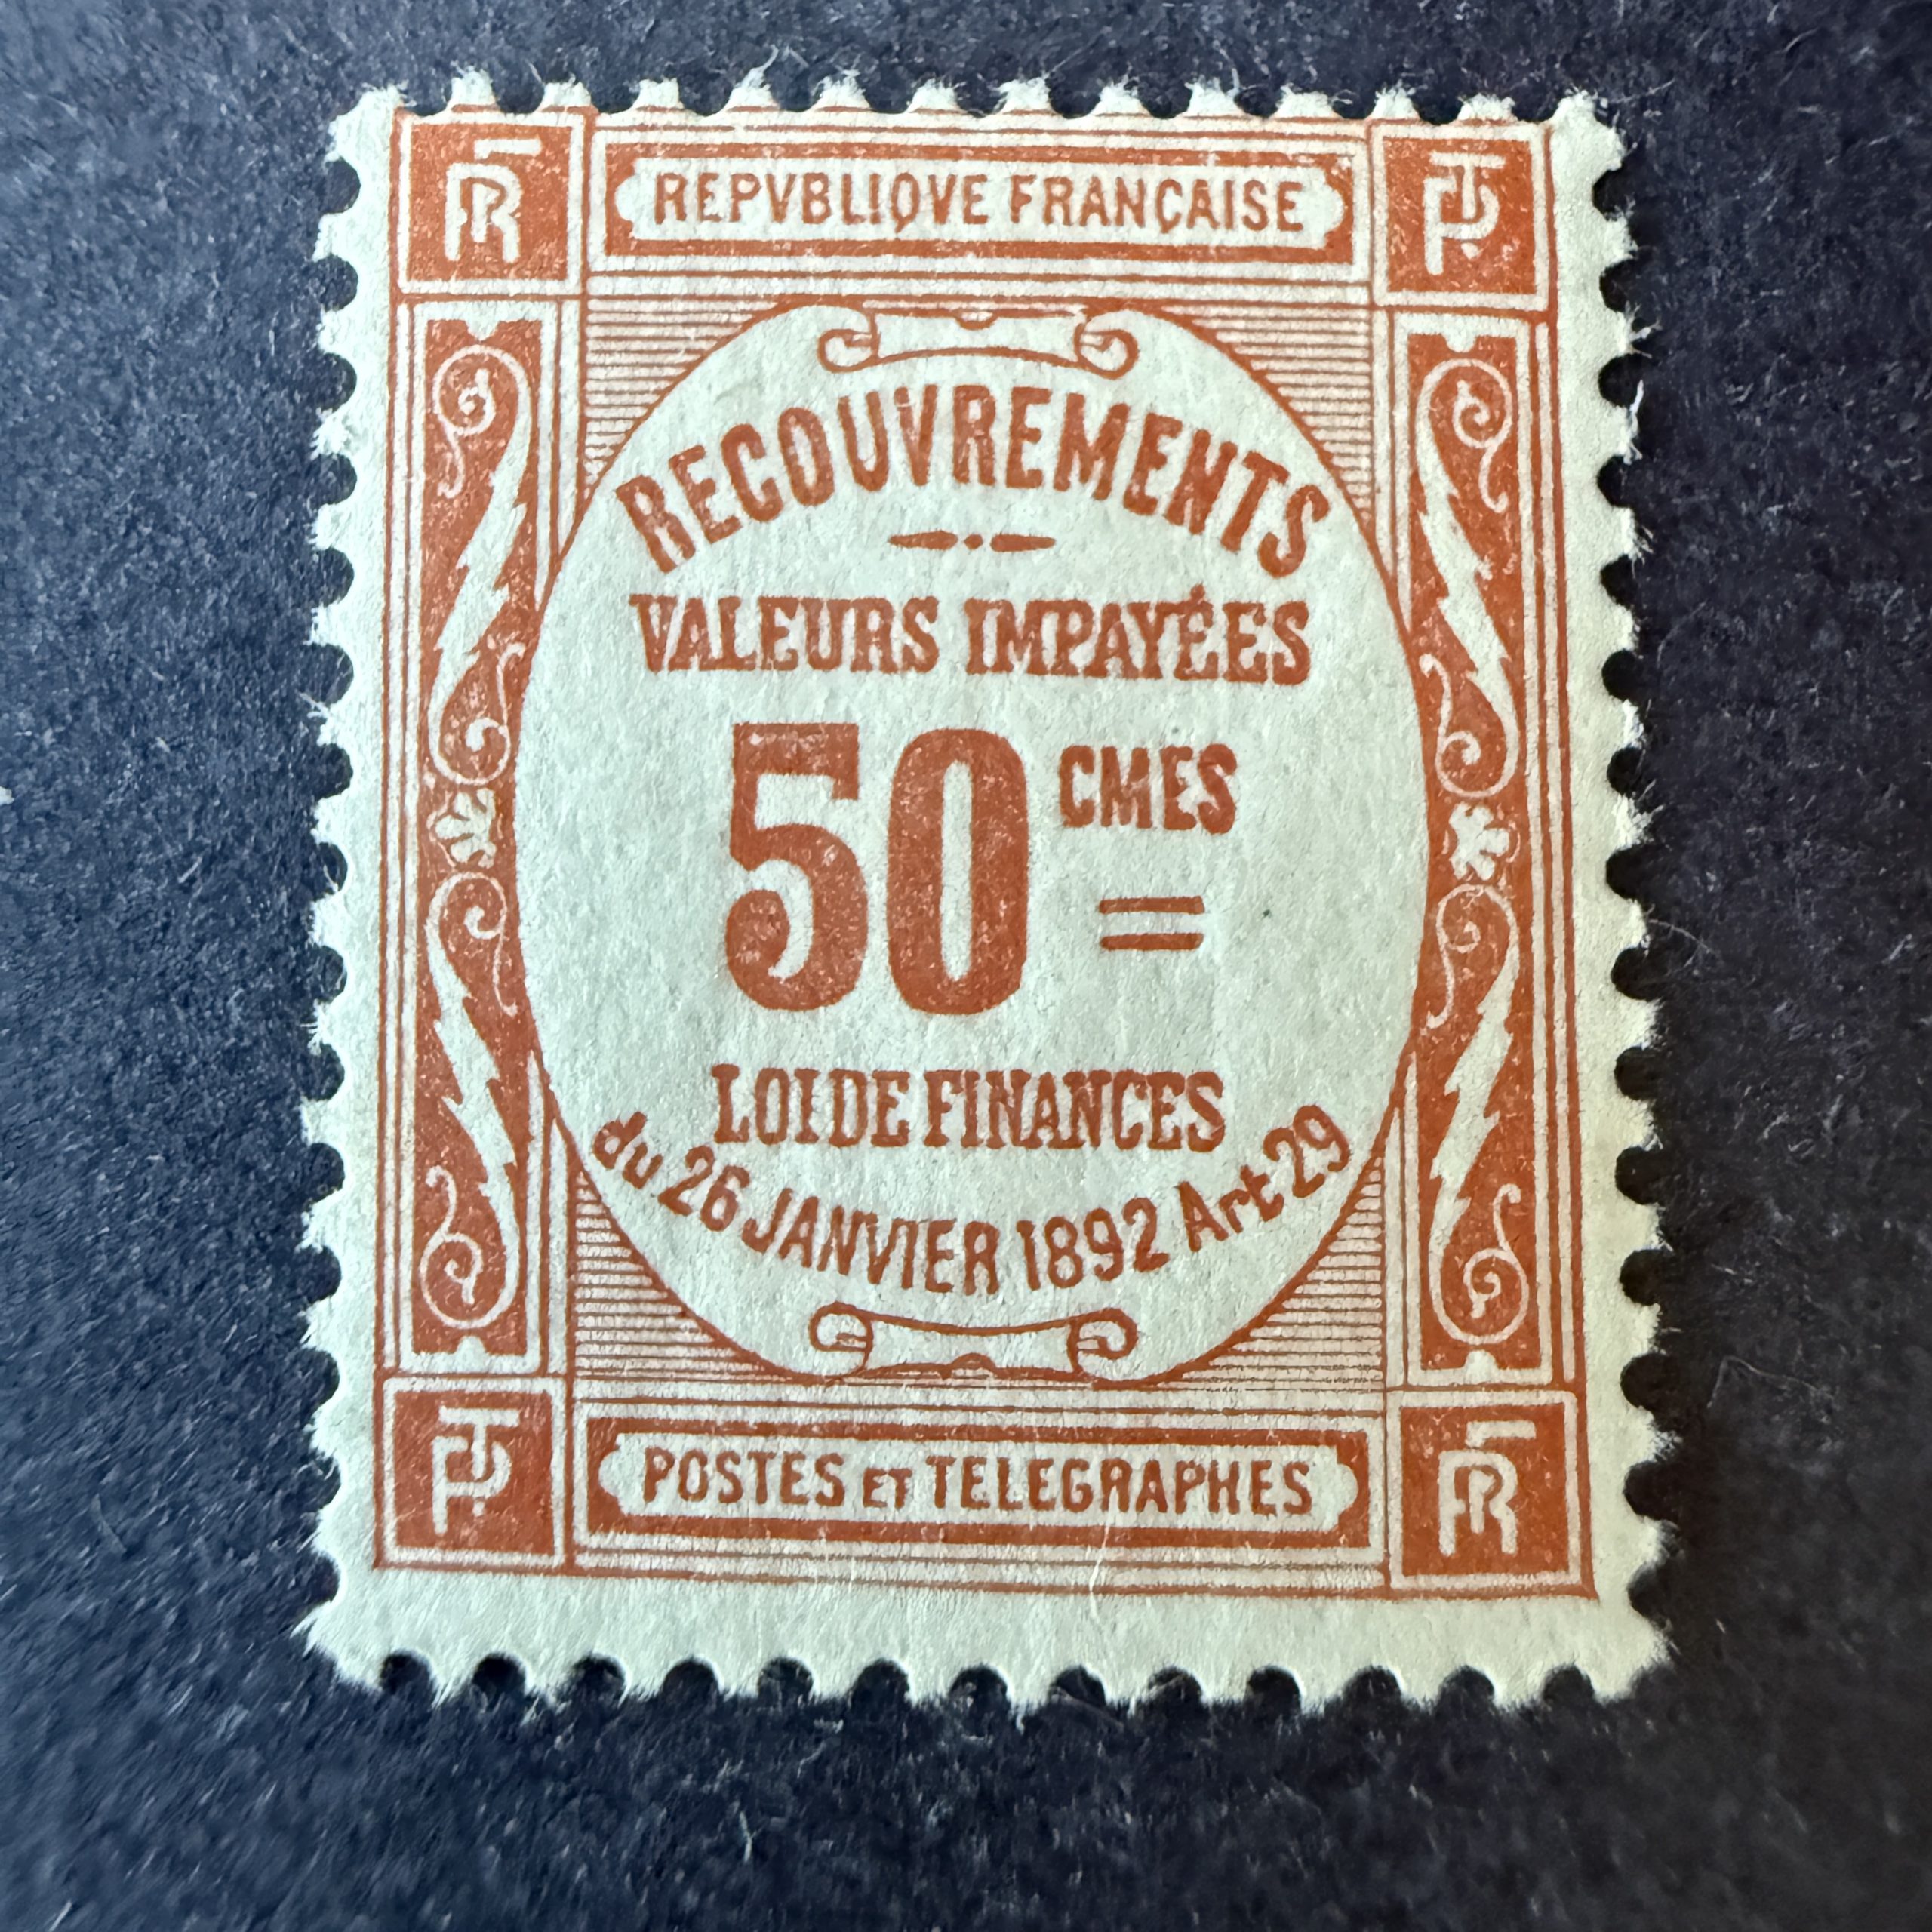 RF REPVBLIQVE FRANÇAISE PT
RECOUVREMENTS
VALEURS IMPAYÉES
50 CMES
=
LOI DE FINANCES
du 26 JANVIER 1892 Art 29
PT POSTES ET TELEGRAPHES RF